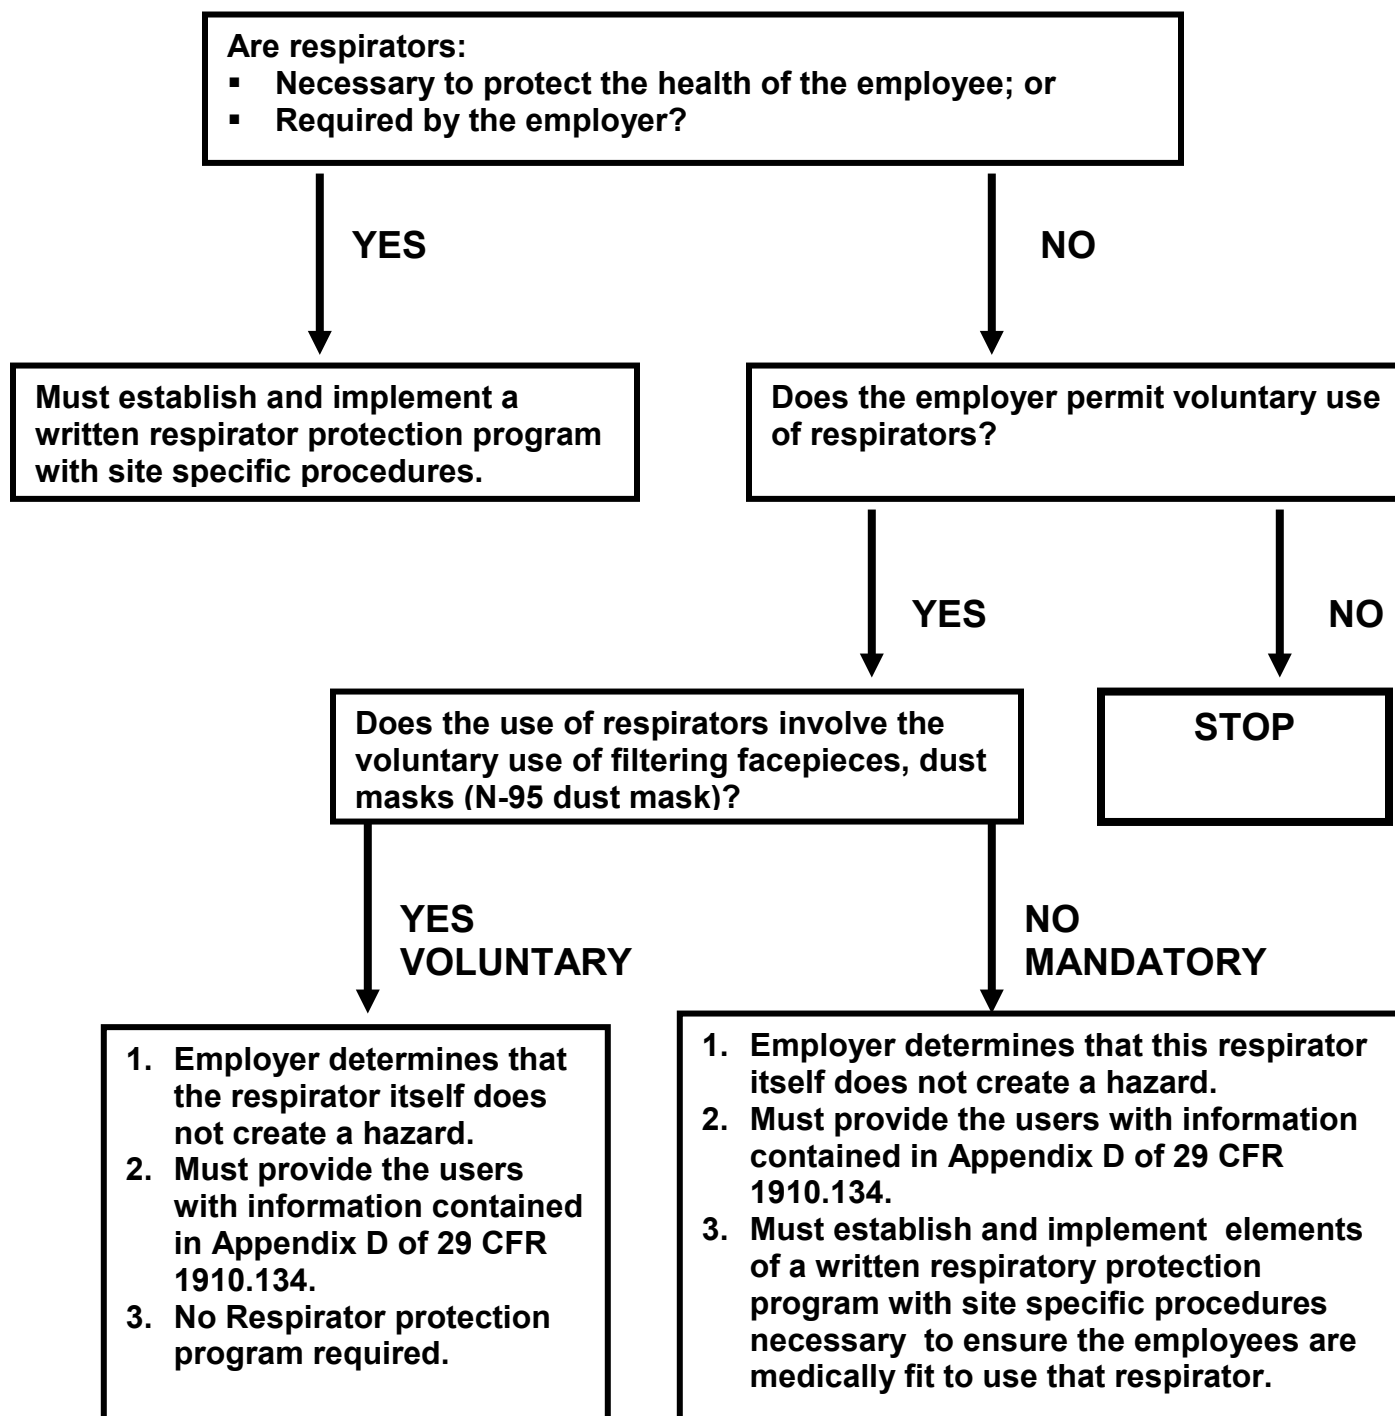 Are respirators:
▪ Necessary to protect the health of the employee; or
▪ Required by the employer?
YES
NO
Must establish and implement a
written respirator protection program
with site specific procedures.
Does the employer permit voluntary use
of respirators?
YES
NO
Does the use of respirators involve the
voluntary use of filtering facepieces, dust
masks (N-95 dust mask)?
STOP
YES
VOLUNTARY
NO
MANDATORY
1. Employer determines that
the respirator itself does
not create a hazard.
2. Must provide the users
with information contained
in Appendix D of 29 CFR
1910.134.
3. No Respirator protection
program required.
1. Employer determines that this respirator
itself does not create a hazard.
2. Must provide the users with information
contained in Appendix D of 29 CFR
1910.134.
3. Must establish and implement elements
of a written respiratory protection
program with site specific procedures
necessary to ensure the employees are
medically fit to use that respirator.